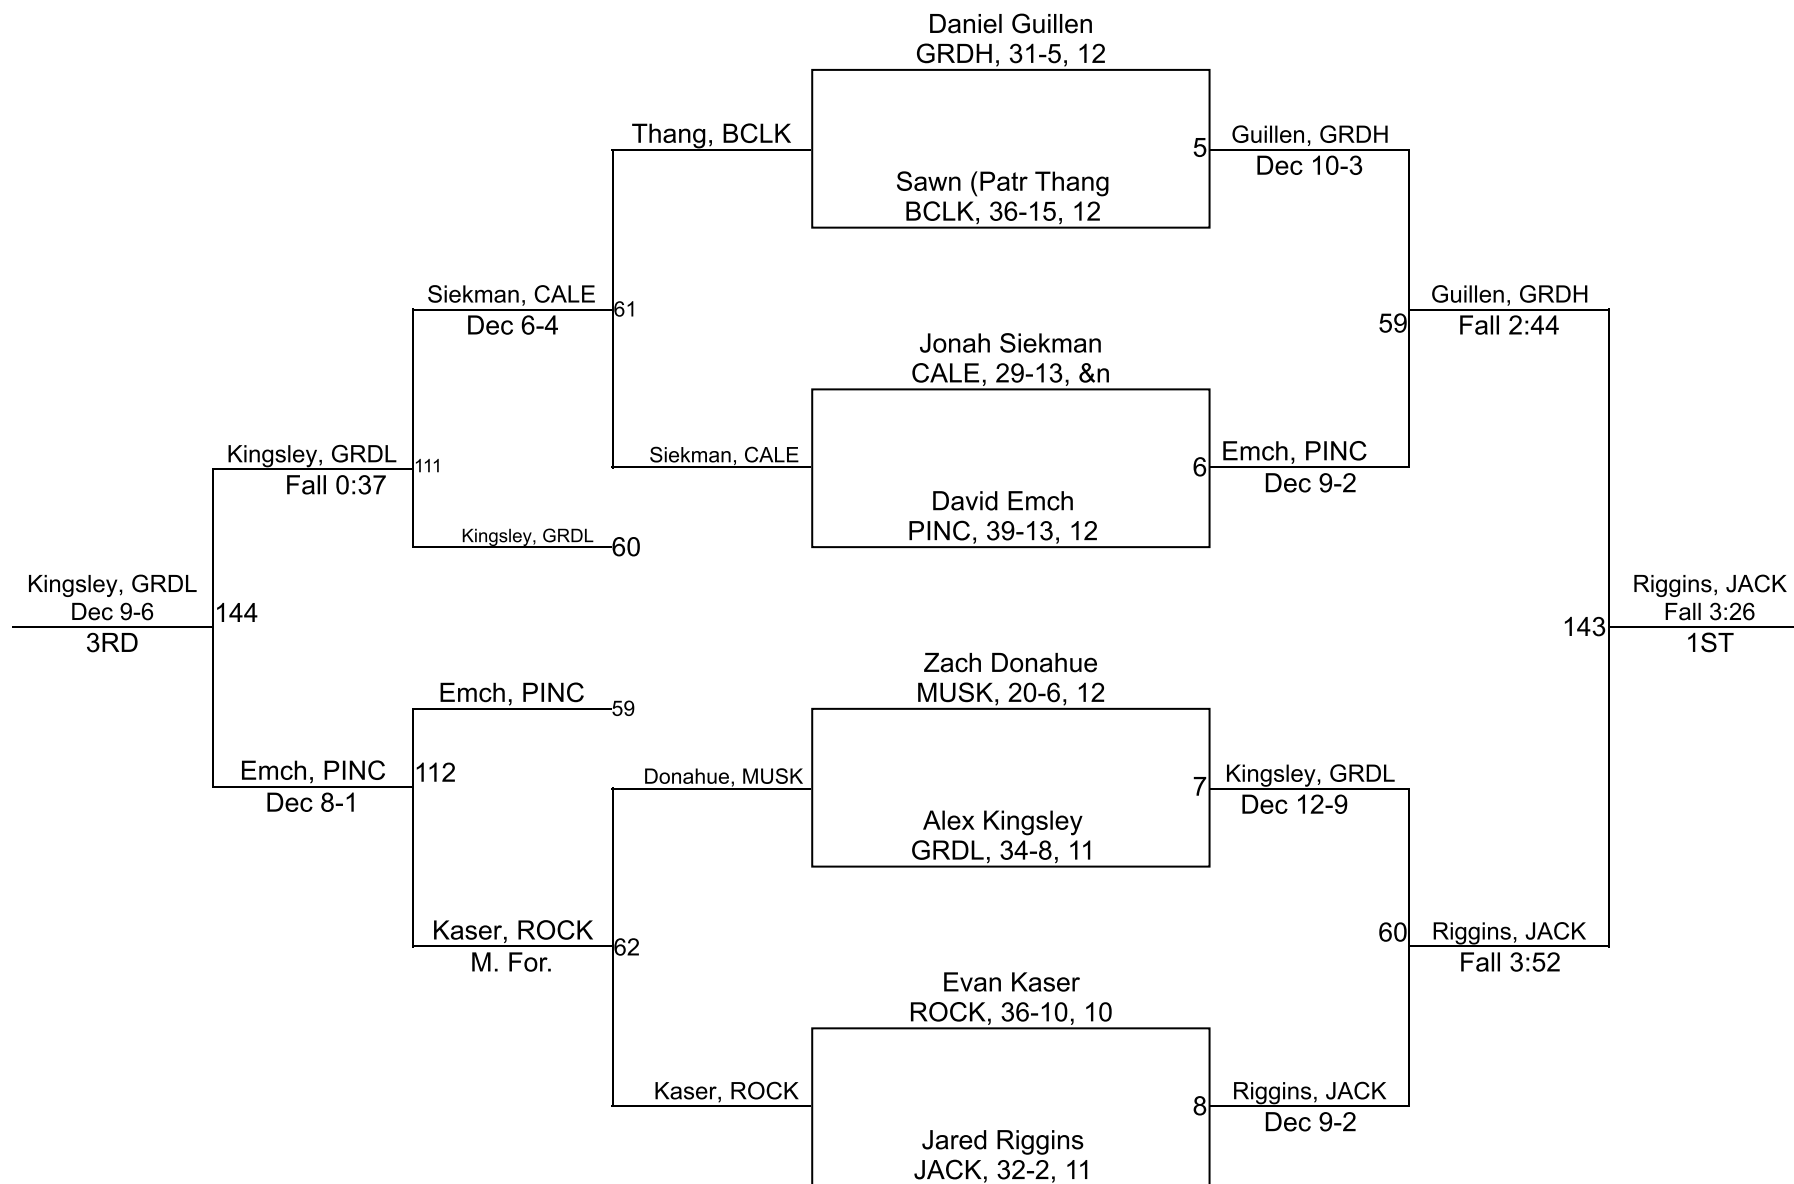 Daniel Guillen
GRDH, 31-5, 12
Thang, BCLK
5
Guillen, GRDH
Dec 10-3
Sawn (Patr Thang
BCLK, 36-15, 12
Siekman, CALE
Dec 6-4
61
59
Guillen, GRDH
Fall 2:44
Jonah Siekman
CALE, 29-13, &n
Kingsley, GRDL
Fall 0:37
111
Siekman, CALE
6
Emch, PINC
Dec 9-2
David Emch
PINC, 39-13, 12
Kingsley, GRDL
60
Kingsley, GRDL
Dec 9-6
3RD
144
143
Riggins, JACK
Fall 3:26
1ST
Zach Donahue
MUSK, 20-6, 12
Emch, PINC
59
Emch, PINC
Dec 8-1
112
Donahue, MUSK
7
Kingsley, GRDL
Dec 12-9
Alex Kingsley
GRDL, 34-8, 11
Kaser, ROCK
M. For.
62
60
Riggins, JACK
Fall 3:52
Evan Kaser
ROCK, 36-10, 10
Kaser, ROCK
8
Riggins, JACK
Dec 9-2
Jared Riggins
JACK, 32-2, 11